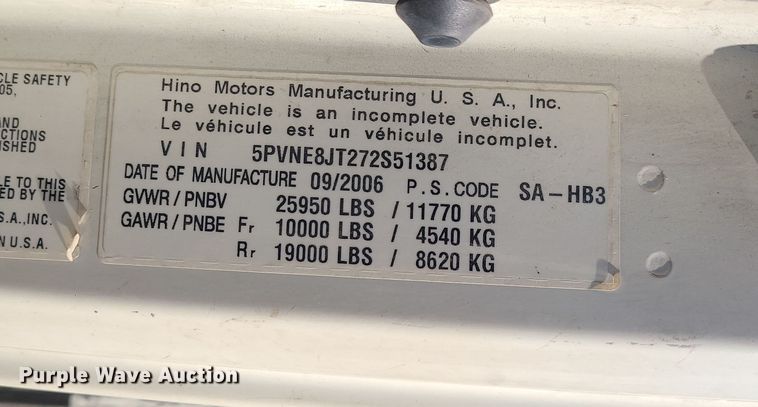 CLE SAFETY
05,
AND
CTIONS
ISHED
LE TO THIS
ED BY THE
S.A.,INC.
N U.S.A.
Hino Motors Manufacturing U. S. A., Inc.
The vehicle is an incomplete vehicle.
Le véhicule est un véhicule incomplet.
VIN 5PVNE8JT272S51387
DATE OF MANUFACTURE 09/2006 P.S.CODE SA-HB3
GVWR/PNBV 25950 LBS / 11770 KG
GAWR/PNBE Fr 10000 LBS / 4540 KG
Rr 19000 LBS / 8620 KG
Purple Wave Auction